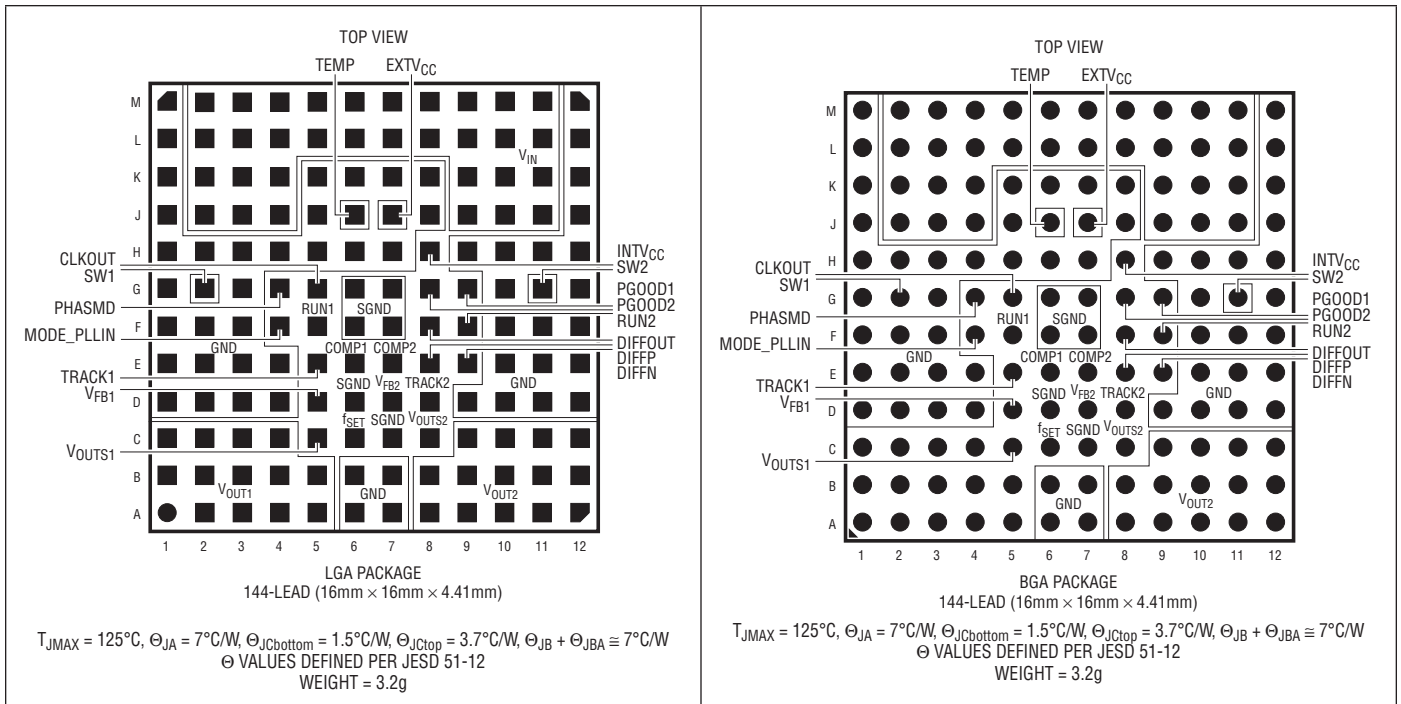 TOP VIEW
TEMP EXTVCC
M
L
K
J
H
G
F
E
D
C
B
A
VIN
CLKOUT
SW1
PHASMD
MODE_PLLIN
TRACK1
VFB1
VOUTS1
INTVCC
SW2
PGOOD1
PGOOD2
RUN2
DIFFOUT
DIFFP
DIFFN
RUN1 SGND
GND COMP1 COMP2
SGND VFB2 TRACK2 GND
fSET SGND VOUTS2
VOUT1 GND VOUT2
1 2 3 4 5 6 7 8 9 10 11 12
LGA PACKAGE
144-LEAD (16mm × 16mm × 4.41mm)
TJMAX = 125°C, ΘJA = 7°C/W, ΘJCbottom = 1.5°C/W, ΘJCtop = 3.7°C/W, ΘJB + ΘJBA ≅ 7°C/W
Θ VALUES DEFINED PER JESD 51-12
WEIGHT = 3.2g
TOP VIEW
TEMP EXTVCC
M
L
K
J
H
G
F
E
D
C
B
A
CLKOUT
SW1
PHASMD
MODE_PLLIN
TRACK1
VFB1
VOUTS1
INTVCC
SW2
PGOOD1
PGOOD2
RUN2
DIFFOUT
DIFFP
DIFFN
RUN1 SGND
GND COMP1 COMP2
SGND VFB2 TRACK2 GND
fSET SGND VOUTS2
GND VOUT2
1 2 3 4 5 6 7 8 9 10 11 12
BGA PACKAGE
144-LEAD (16mm × 16mm × 4.41mm)
TJMAX = 125°C, ΘJA = 7°C/W, ΘJCbottom = 1.5°C/W, ΘJCtop = 3.7°C/W, ΘJB + ΘJBA ≅ 7°C/W
Θ VALUES DEFINED PER JESD 51-12
WEIGHT = 3.2g